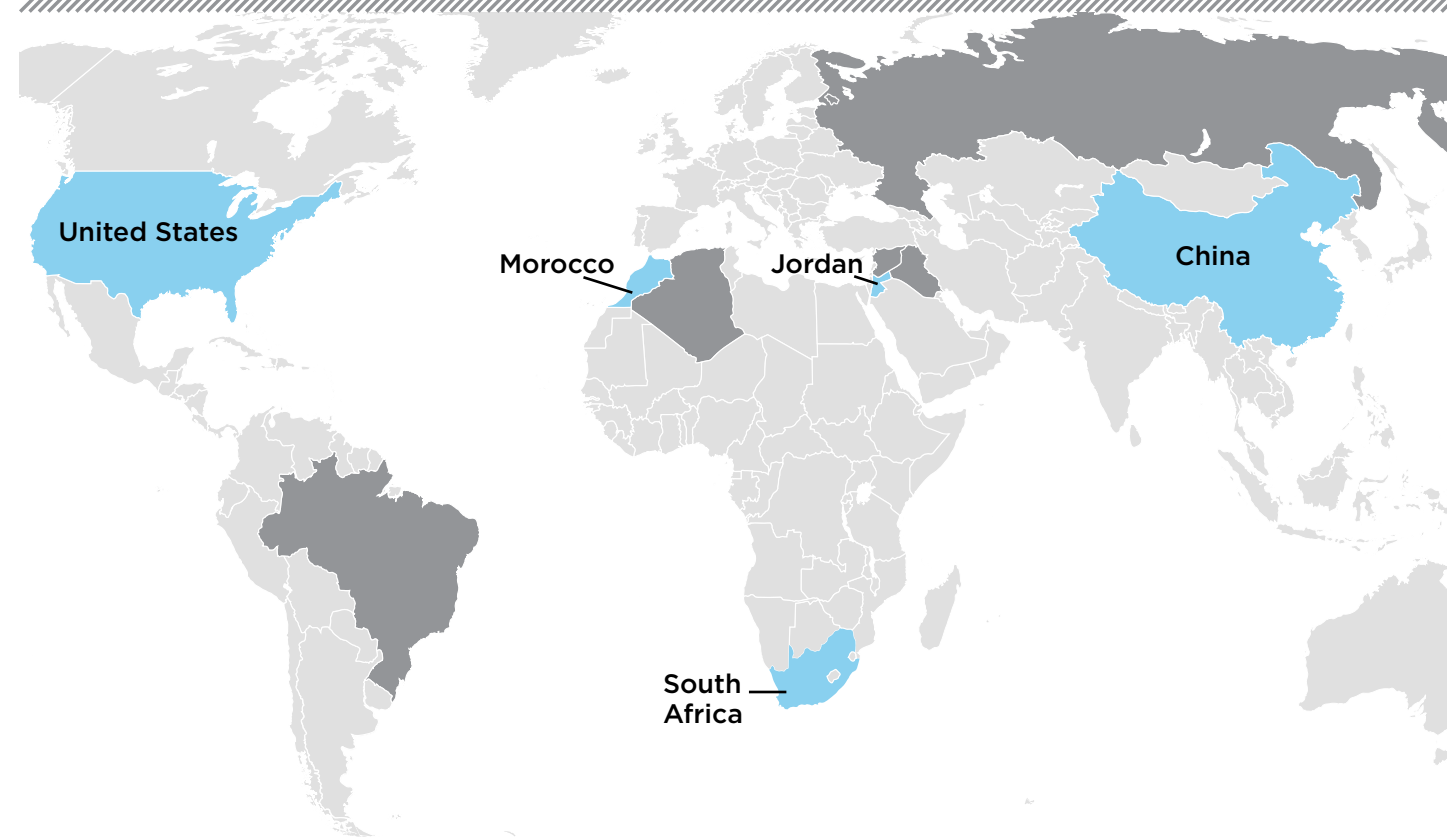 United States
Morocco
Jordan
China
South
Africa